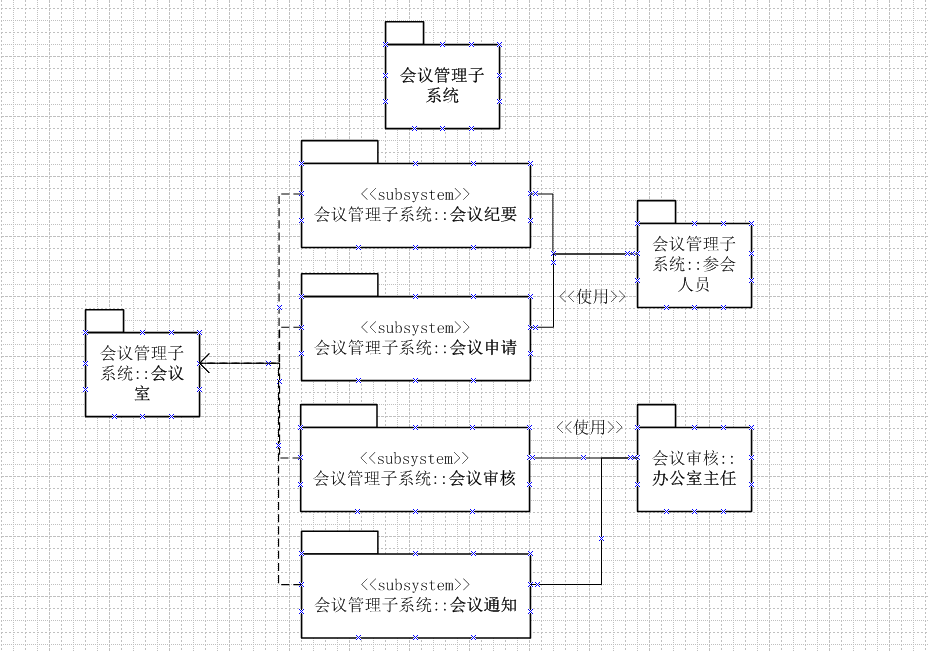 会议管理子
系统
<<subsystem>>
会议管理子系统::会议纪要
会议管理子
系统::参会
人员
<<使用>>
<<subsystem>>
会议管理子系统::会议申请
会议管理子
系统::会议
室
<<使用>>
<<subsystem>>
会议管理子系统::会议审核
会议审核::
办公室主任
<<subsystem>>
会议管理子系统::会议通知